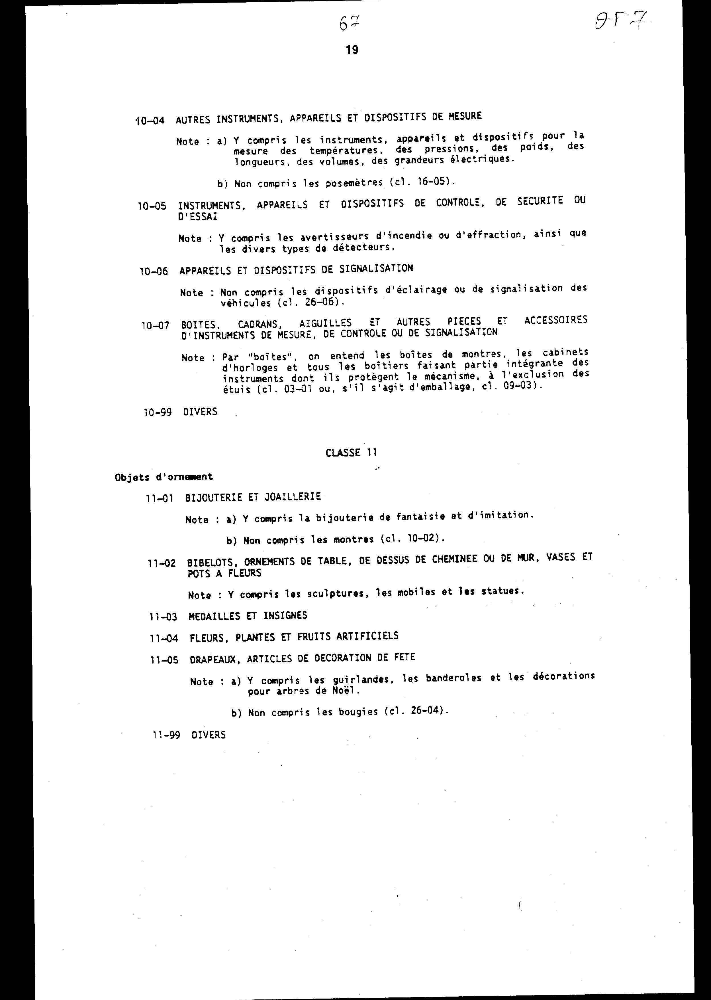 67
19
10-04 AUTRES INSTRUMENTS, APPAREILS ET DISPOSITIFS DE MESURE
Note : a) Y compris les instruments, appareils et dispositifs pour la
mesure des températures, des pressions, des poids, des
longueurs, des volumes, des grandeurs électriques.
b) Non compris les posemètres (cl. 16-05).
10-05 INSTRUMENTS, APPAREILS ET DISPOSITIFS DE CONTROLE, DE SECURITE OU
D'ESSAI
Note : Y compris les avertisseurs d'incendie ou d'effraction, ainsi que
les divers types de détecteurs.
10-06 APPAREILS ET DISPOSITIFS DE SIGNALISATION
Note : Non compris les dispositifs d'éclairage ou de signalisation des
véhicules (cl. 26-06).
10-07 BOITES, CADRANS, AIGUILLES ET AUTRES PIECES ET ACCESSOIRES
D'INSTRUMENTS DE MESURE, DE CONTROLE OU DE SIGNALISATION
Note : Par "boîtes", on entend les boîtes de montres, les cabinets
d'horloges et tous les boîtiers faisant partie intégrante des
instruments dont ils protègent le mécanisme, à l'exclusion des
étuis (cl. 03-01 ou, s'il s'agit d'emballage, cl. 09-03).
10-99 DIVERS
CLASSE 11
Objets d'ornement
11-01 BIJOUTERIE ET JOAILLERIE
Note : a) Y compris la bijouterie de fantaisie et d'imitation.
b) Non compris les montres (cl. 10-02).
11-02 BIBELOTS, ORNEMENTS DE TABLE, DE DESSUS DE CHEMINEE OU DE MUR, VASES ET
POTS A FLEURS
Note : Y compris les sculptures, les mobiles et les statues.
11-03 MEDAILLES ET INSIGNES
11-04 FLEURS, PLANTES ET FRUITS ARTIFICIELS
11-05 DRAPEAUX, ARTICLES DE DECORATION DE FETE
Note : a) Y compris les guirlandes, les banderoles et les décorations
pour arbres de Noël.
b) Non compris les bougies (cl. 26-04).
11-99 DIVERS